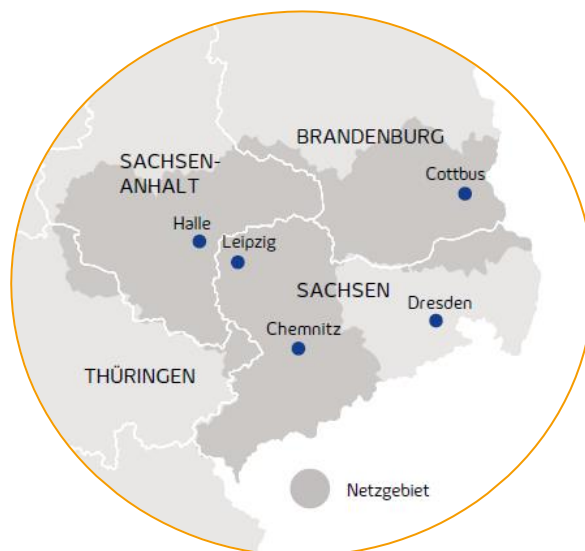 BRANDENBURG
SACHSEN-
ANHALT
Cottbus
Halle
Leipzig
SACHSEN
Dresden
Chemnitz
THÜRINGEN
Netzgebiet